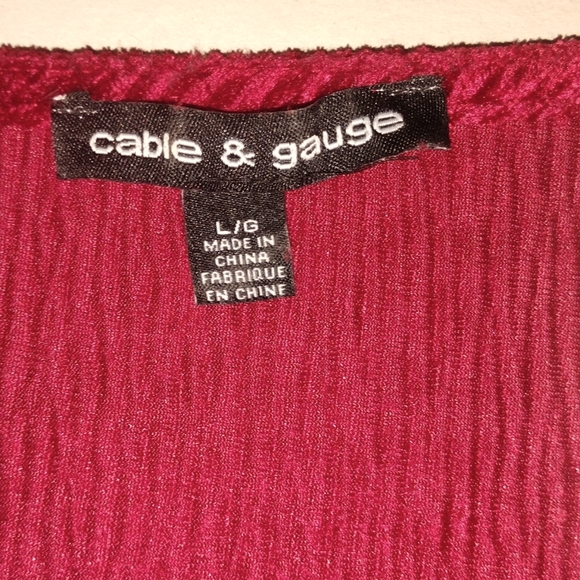 cable & gauge
L/G
MADE IN
CHINA
FABRIQUE
EN CHINE